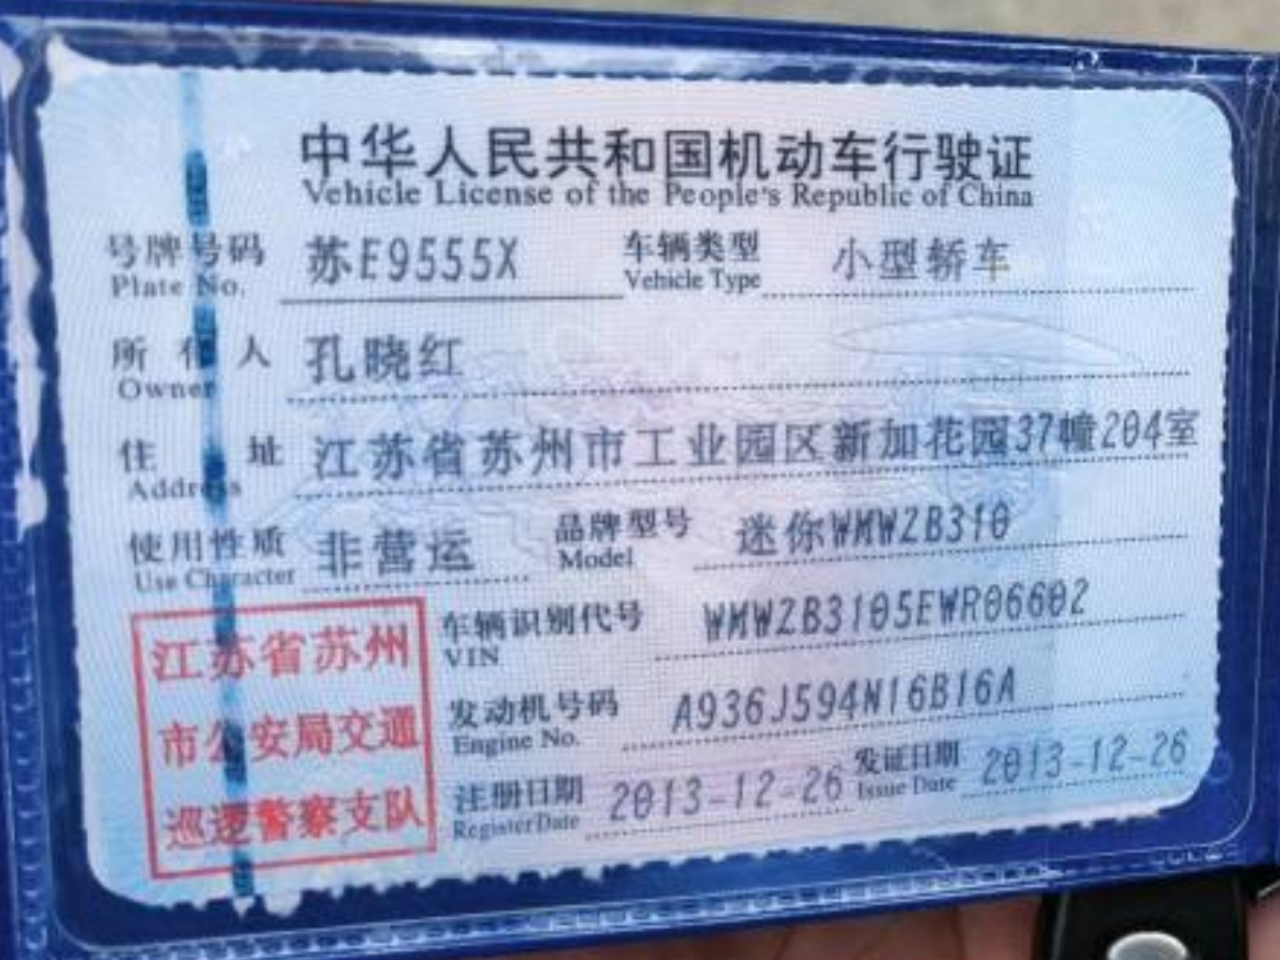 中华人民共和国机动车行驶证
Vehicle License of the People's Republic of China
号牌号码 苏E9555X 车辆类型 小型轿车
Plate No. Vehicle Type
所有人 孔晓红
Owner
住址 江苏省苏州市工业园区新加花园37幢204室
Address
使用性质 非营运 品牌型号 迷你WMWZB310
Use Character Model
江苏省苏州
市公安局交通
巡逻警察支队
车辆识别代号 WMWZB3105EWR06602
VIN
发动机号码 A936J594N16B16A
Engine No.
注册日期 2013-12-26 发证日期 2013-12-26
Register Date Issue Date